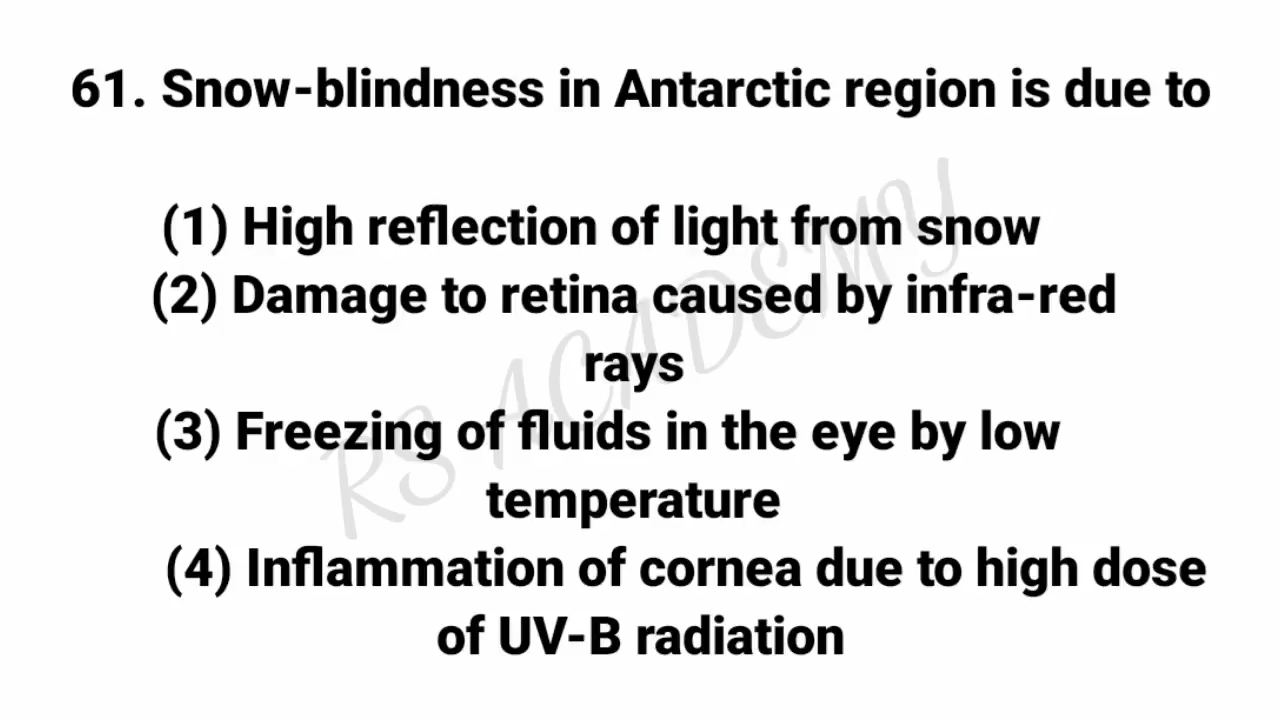 61. Snow-blindness in Antarctic region is due to
(1) High reflection of light from snow
(2) Damage to retina caused by infra-red
rays
(3) Freezing of fluids in the eye by low
temperature
(4) Inflammation of cornea due to high dose
of UV-B radiation
RS ACADEMY